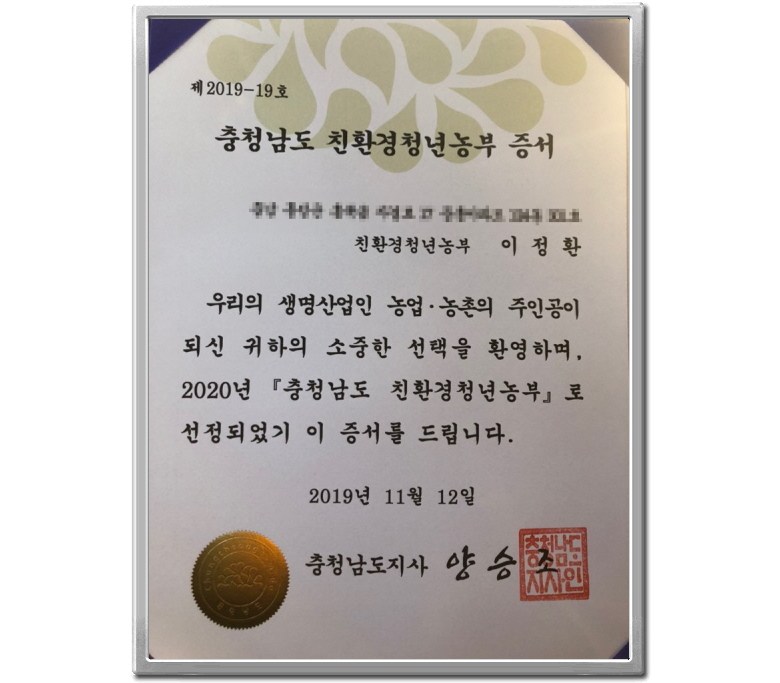 제2019-19호
충청남도 친환경청년농부 증서
친환경청년농부 이정환
우리의 생명산업인 농업·농촌의 주인공이
되신 귀하의 소중한 선택을 환영하며,
2020년 『충청남도 친환경청년농부』로
선정되었기 이 증서를 드립니다.
2019년 11월 12일
충청남도지사 양승조
충청남도
지사인